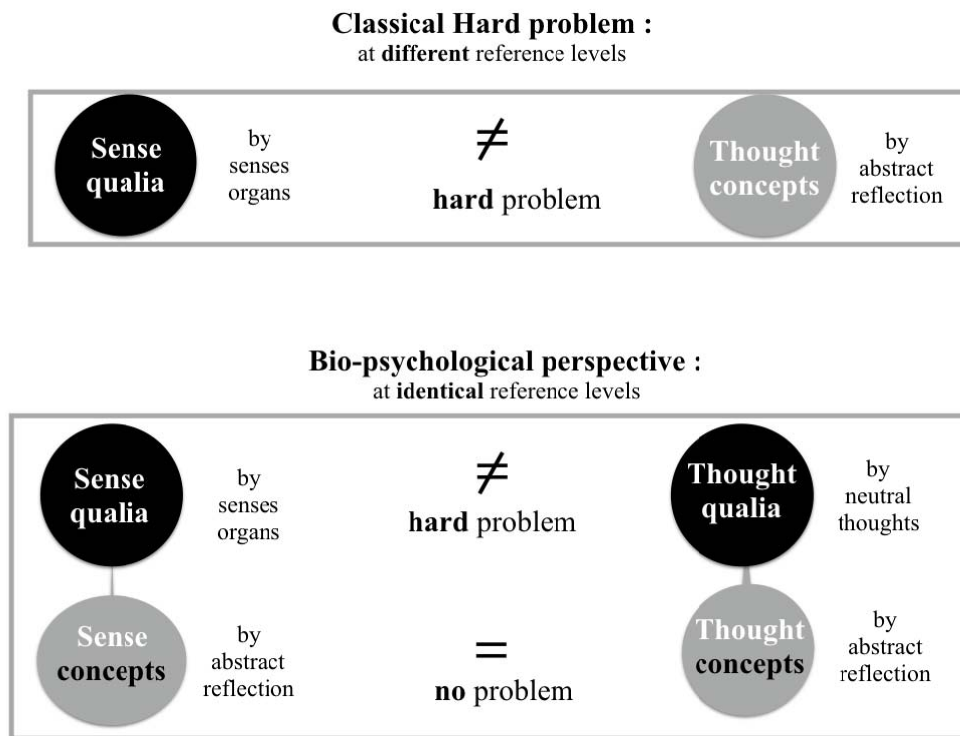 Classical Hard problem :
at different reference levels
Sense
qualia
by
senses
organs
≠
hard problem
Thought
concepts
by
abstract
reflection
Bio-psychological perspective :
at identical reference levels
Sense
qualia
by
senses
organs
≠
hard problem
Thought
qualia
by
neutral
thoughts
Sense
concepts
by
abstract
reflection
=
no problem
Thought
concepts
by
abstract
reflection